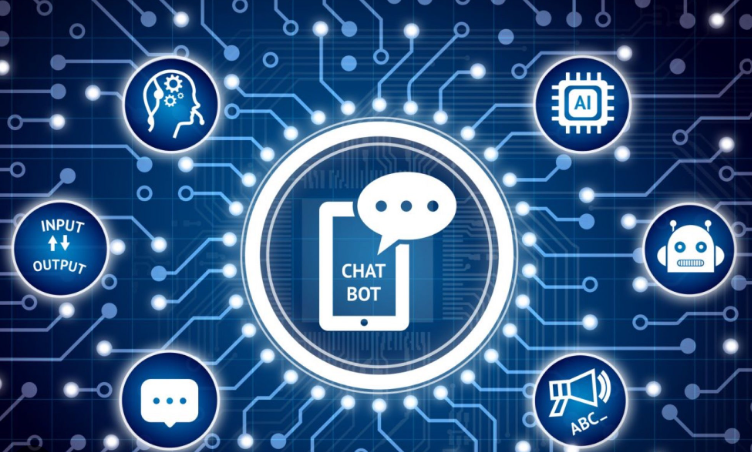 AI
INPUT
OUTPUT
CHAT
BOT
ABC_